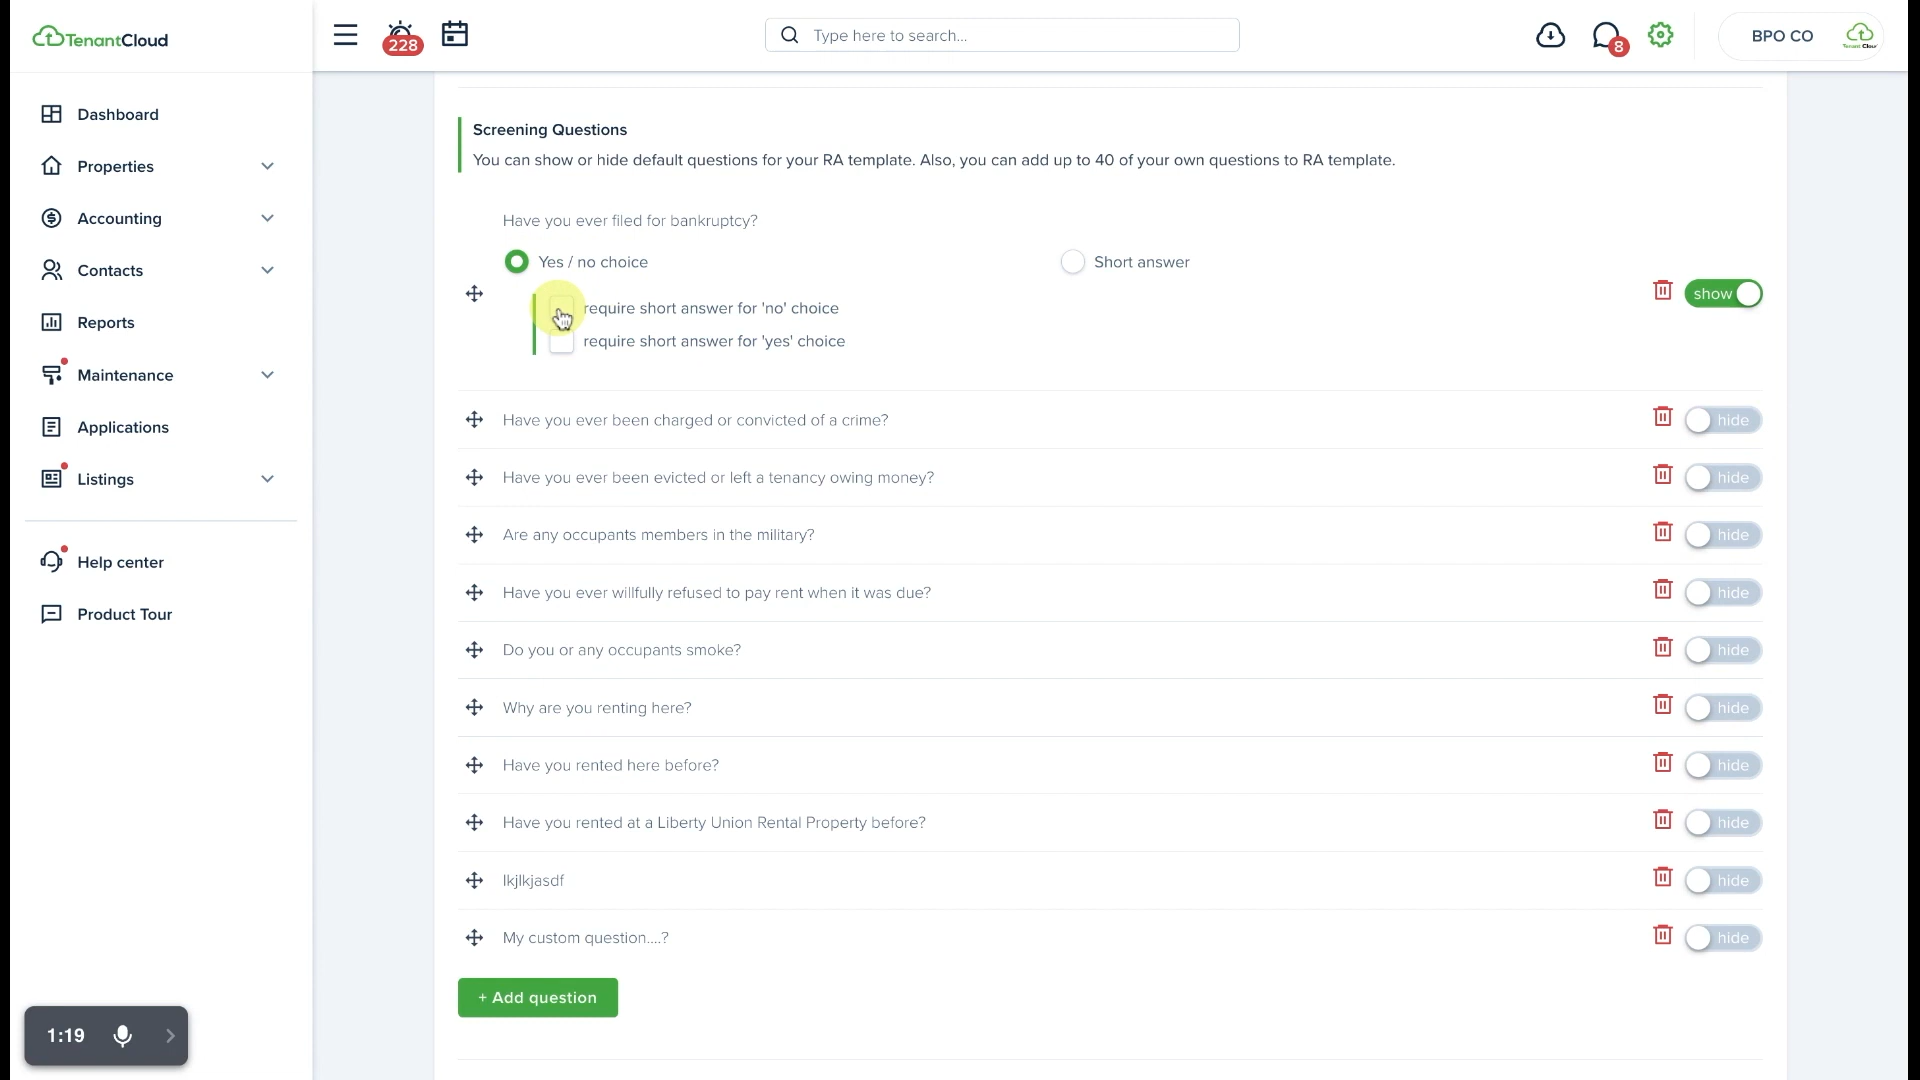 TenantCloud
228
Type here to search...
8
BPO CO
Tenant Cloud
Dashboard
Properties
Accounting
Contacts
Reports
Maintenance
Applications
Listings
Help center
Product Tour
1:19
Screening Questions
You can show or hide default questions for your RA template. Also, you can add up to 40 of your own questions to RA template.
Have you ever filed for bankruptcy?
Yes / no choice
Short answer
require short answer for 'no' choice
require short answer for 'yes' choice
show
Have you ever been charged or convicted of a crime?
hide
Have you ever been evicted or left a tenancy owing money?
hide
Are any occupants members in the military?
hide
Have you ever willfully refused to pay rent when it was due?
hide
Do you or any occupants smoke?
hide
Why are you renting here?
hide
Have you rented here before?
hide
Have you rented at a Liberty Union Rental Property before?
hide
lkjlkjasdf
hide
My custom question....?
hide
+ Add question